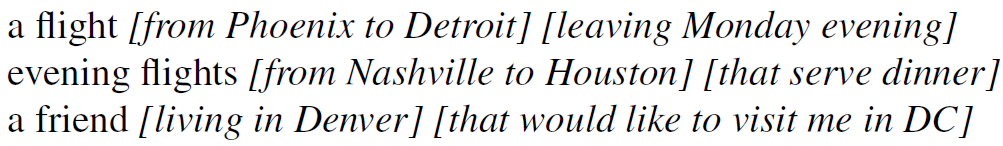 a flight [from Phoenix to Detroit] [leaving Monday evening]
evening flights [from Nashville to Houston] [that serve dinner]
a friend [living in Denver] [that would like to visit me in DC]